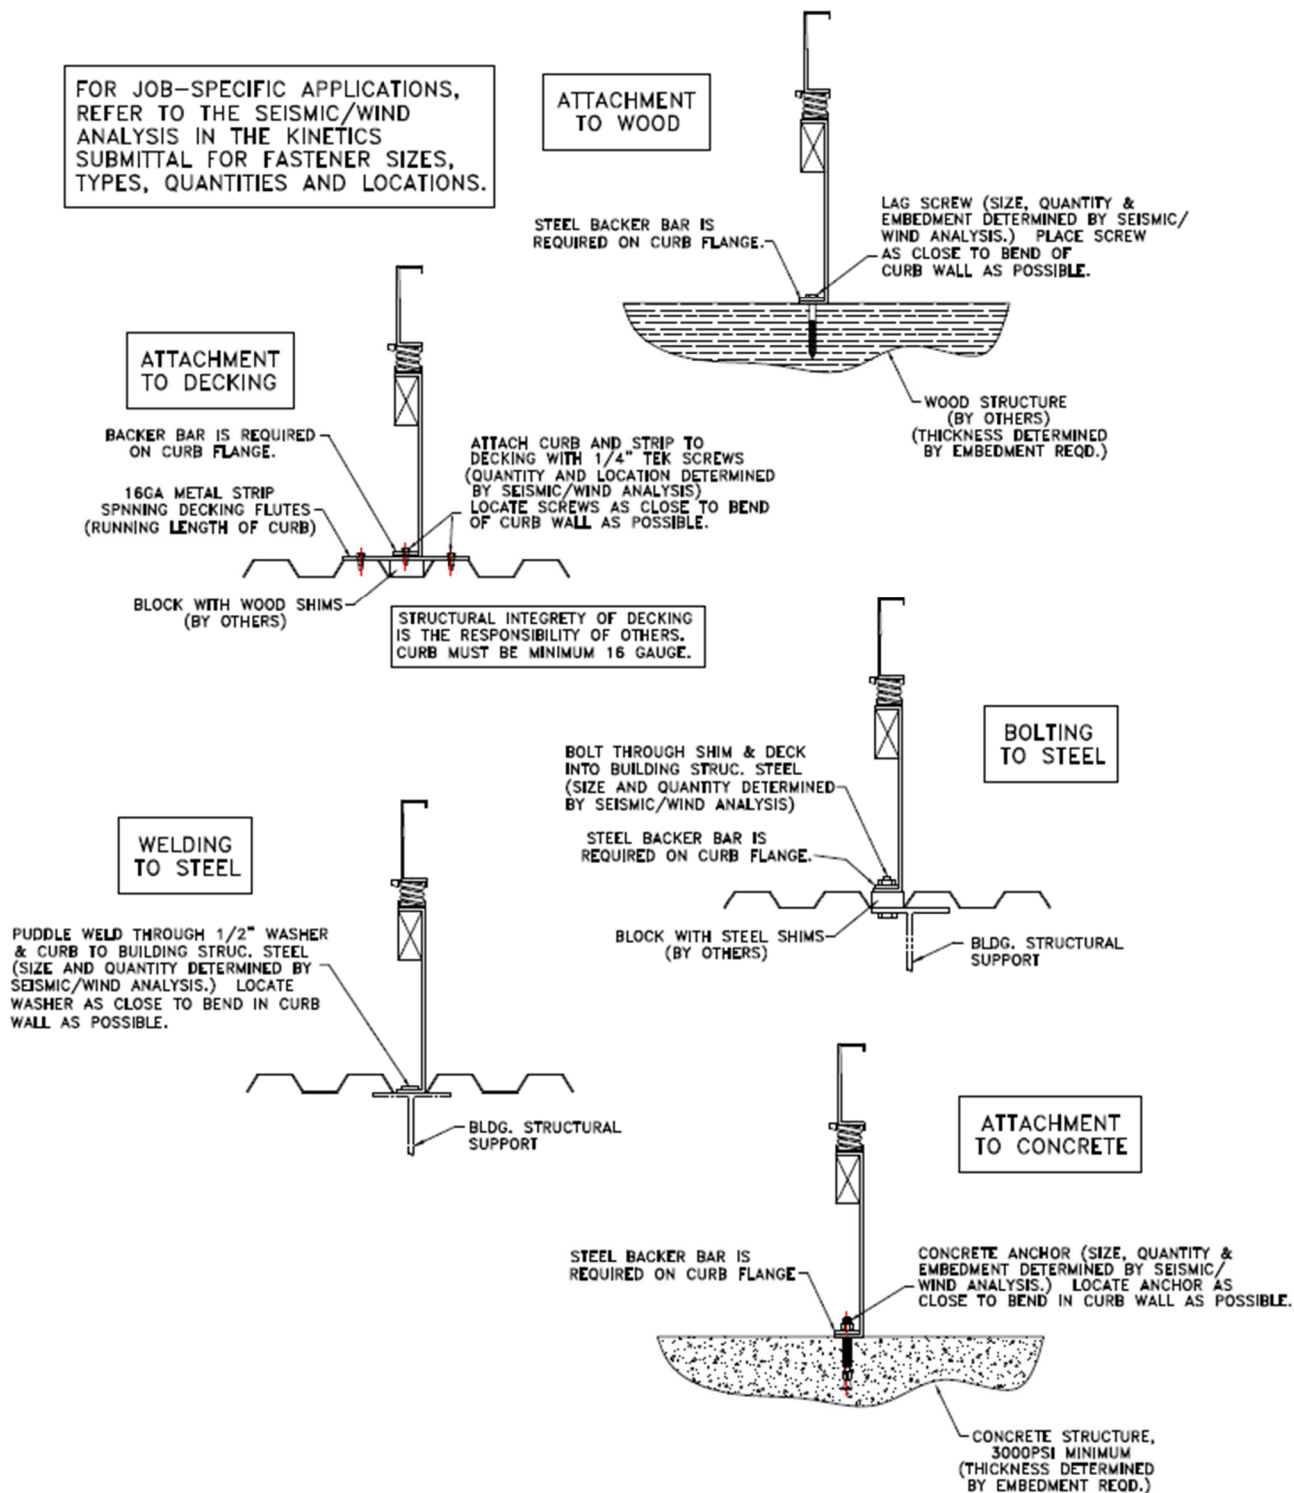 FOR JOB-SPECIFIC APPLICATIONS,
REFER TO THE SEISMIC/WIND
ANALYSIS IN THE KINETICS
SUBMITTAL FOR FASTENER SIZES,
TYPES, QUANTITIES AND LOCATIONS.
ATTACHMENT
TO WOOD
STEEL BACKER BAR IS
REQUIRED ON CURB FLANGE.
LAG SCREW (SIZE, QUANTITY &
EMBEDMENT DETERMINED BY SEISMIC/
WIND ANALYSIS.) PLACE SCREW
AS CLOSE TO BEND OF
CURB WALL AS POSSIBLE.
WOOD STRUCTURE
(BY OTHERS)
(THICKNESS DETERMINED
BY EMBEDMENT REQD.)
ATTACHMENT
TO DECKING
BACKER BAR IS REQUIRED
ON CURB FLANGE.
16GA METAL STRIP
SPNNING DECKING FLUTES
(RUNNING LENGTH OF CURB)
ATTACH CURB AND STRIP TO
DECKING WITH 1/4" TEK SCREWS
(QUANTITY AND LOCATION DETERMINED
BY SEISMIC/WIND ANALYSIS)
LOCATE SCREWS AS CLOSE TO BEND
OF CURB WALL AS POSSIBLE.
BLOCK WITH WOOD SHIMS
(BY OTHERS)
STRUCTURAL INTEGRETY OF DECKING
IS THE RESPONSIBILITY OF OTHERS.
CURB MUST BE MINIMUM 16 GAUGE.
BOLTING
TO STEEL
BOLT THROUGH SHIM & DECK
INTO BUILDING STRUC. STEEL
(SIZE AND QUANTITY DETERMINED
BY SEISMIC/WIND ANALYSIS)
STEEL BACKER BAR IS
REQUIRED ON CURB FLANGE.
BLOCK WITH STEEL SHIMS
(BY OTHERS)
BLDG. STRUCTURAL
SUPPORT
WELDING
TO STEEL
PUDDLE WELD THROUGH 1/2" WASHER
& CURB TO BUILDING STRUC. STEEL
(SIZE AND QUANTITY DETERMINED BY
SEISMIC/WIND ANALYSIS.) LOCATE
WASHER AS CLOSE TO BEND IN CURB
WALL AS POSSIBLE.
BLDG. STRUCTURAL
SUPPORT
ATTACHMENT
TO CONCRETE
STEEL BACKER BAR IS
REQUIRED ON CURB FLANGE
CONCRETE ANCHOR (SIZE, QUANTITY &
EMBEDMENT DETERMINED BY SEISMIC/
WIND ANALYSIS.) LOCATE ANCHOR AS
CLOSE TO BEND IN CURB WALL AS POSSIBLE.
CONCRETE STRUCTURE,
3000PSI MINIMUM
(THICKNESS DETERMINED
BY EMBEDMENT REQD.)